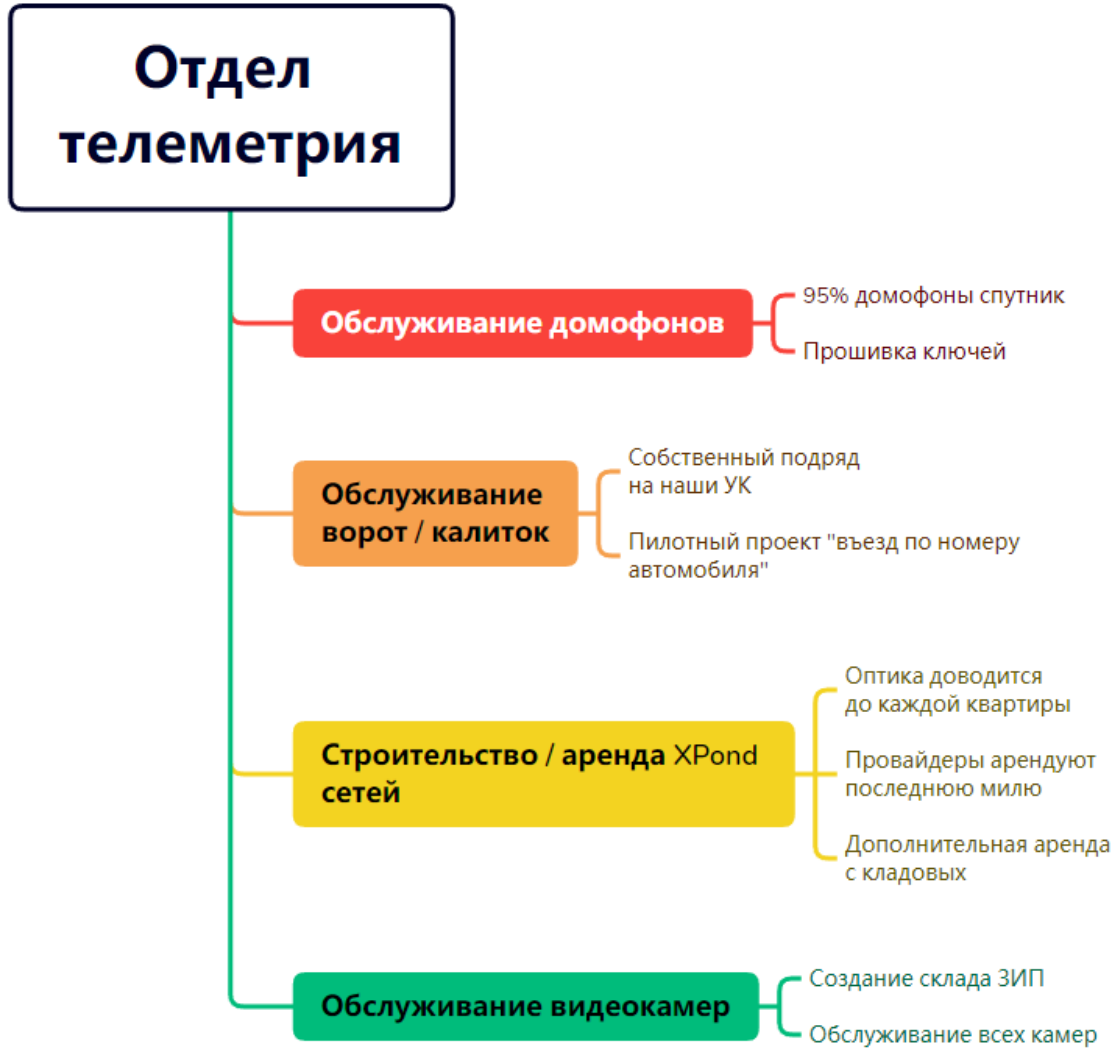 Отдел
телеметрия
Обслуживание домофонов
95% домофоны спутник
Прошивка ключей
Обслуживание
ворот / калиток
Собственный подряд
на наши УК
Пилотный проект "въезд по номеру
автомобиля"
Строительство / аренда XPond
сетей
Оптика доводится
до каждой квартиры
Провайдеры арендуют
последнюю милю
Дополнительная аренда
с кладовых
Обслуживание видеокамер
Создание склада ЗИП
Обслуживание всех камер